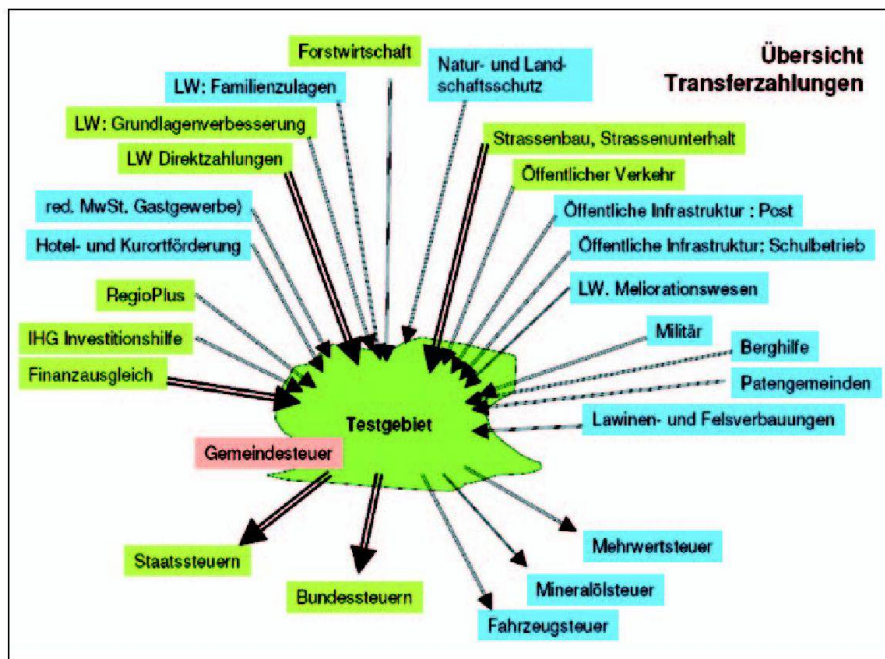 Übersicht
Transferzahlungen
Forstwirtschaft
Natur- und Land-
schaftsschutz
LW: Familienzulagen
LW: Grundlagenverbesserung
LW Direktzahlungen
Strassenbau, Strassenunterhalt
Öffentlicher Verkehr
red. MwSt. Gastgewerbe)
Öffentliche Infrastruktur : Post
Hotel- und Kurortförderung
Öffentliche Infrastruktur: Schulbetrieb
RegioPlus
LW. Meliorationswesen
IHG Investitionshilfe
Militär
Berghilfe
Finanzausgleich
Patengemeinden
Testgebiet
Lawinen- und Felsverbauungen
Gemeindesteuer
Staatssteuern
Mehrwertsteuer
Bundessteuern
Mineralölsteuer
Fahrzeugsteuer